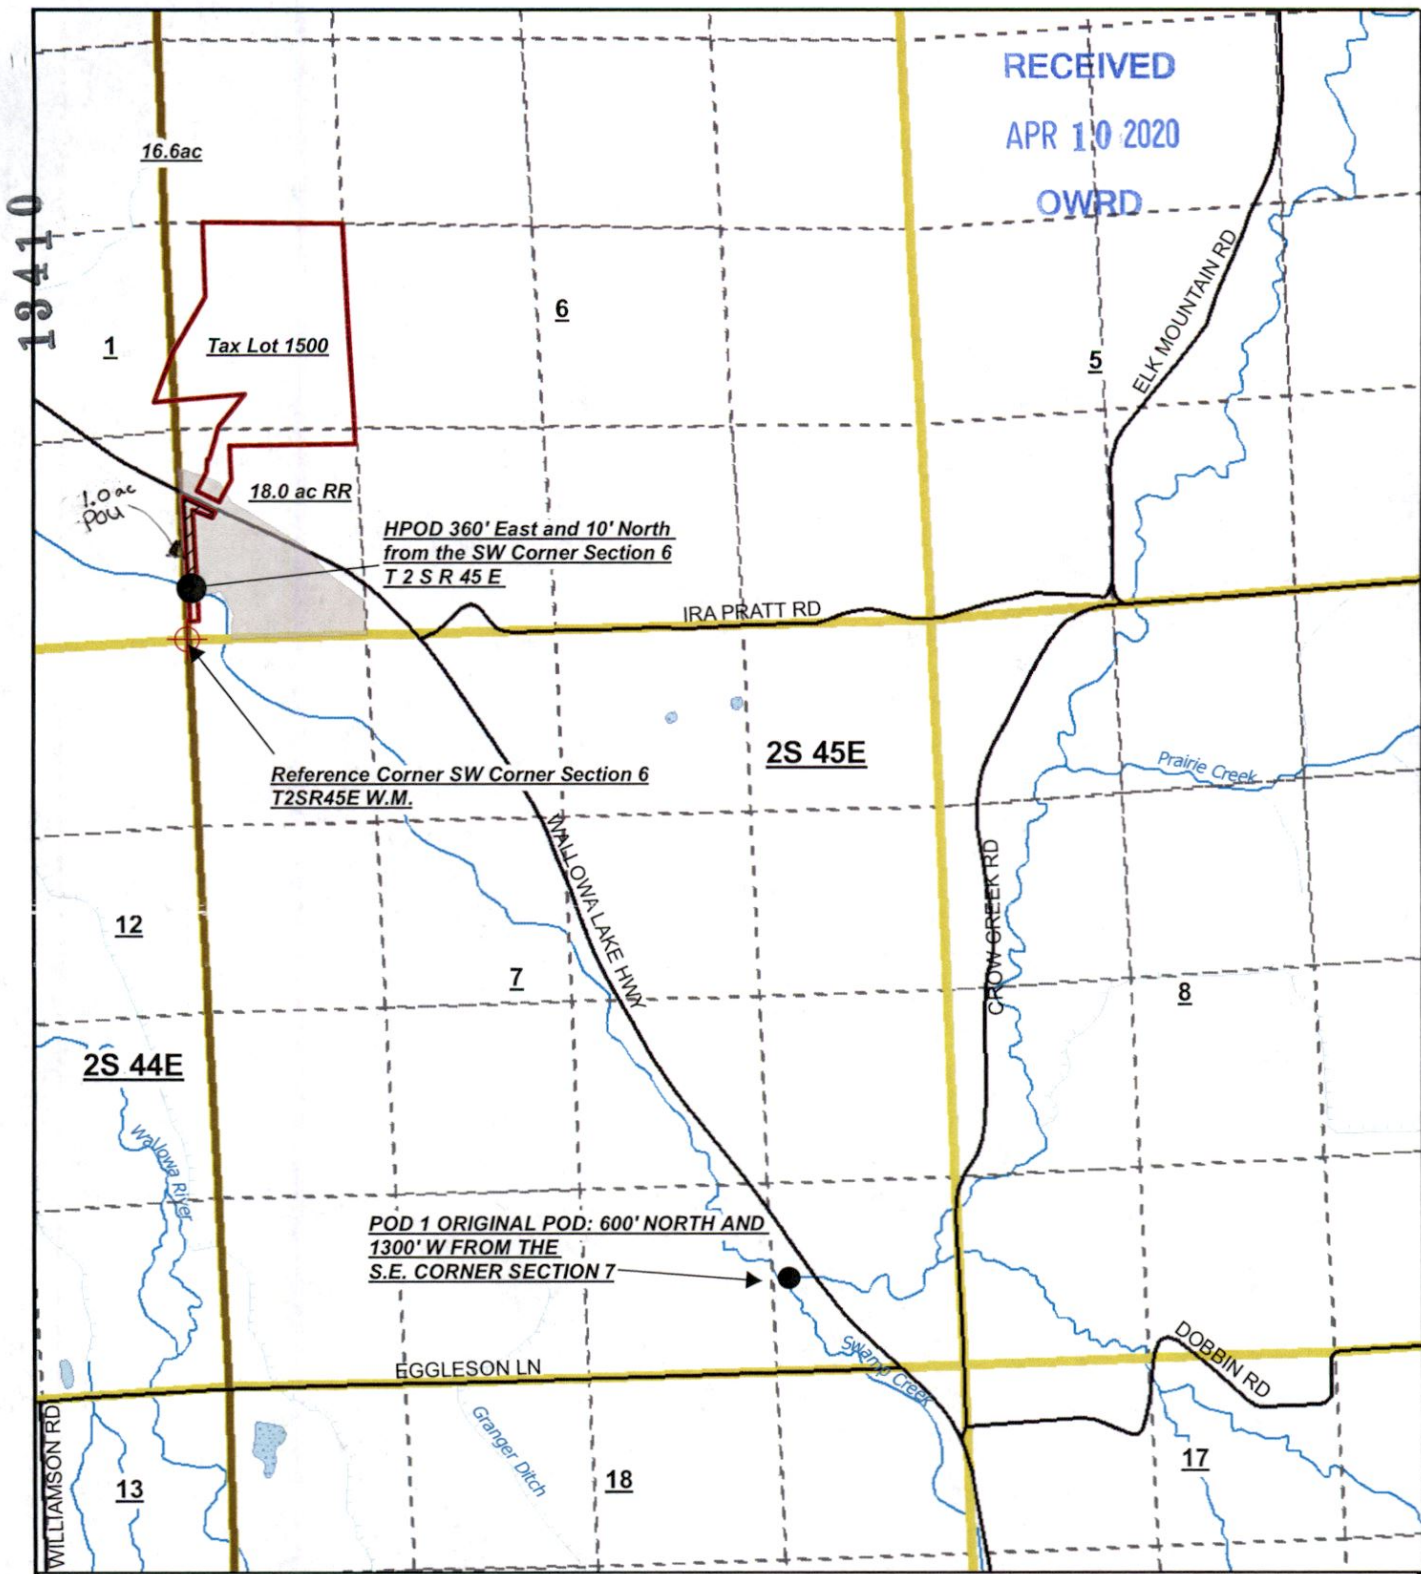 RECEIVED
APR 10 2020
OWRD
13410
16.6ac
6
1
Tax Lot 1500
5
ELK MOUNTAIN RD
1.0 ac
POU
18.0 ac RR
HPOD 360' East and 10' North
from the SW Corner Section 6
T 2 S R 45 E
IRA PRATT RD
2S 45E
Prairie Creek
Reference Corner SW Corner Section 6
T2SR45E W.M.
WALLOWA LAKE HWY
CROW CREEK RD
12
7
8
2S 44E
Wallowa River
POD 1 ORIGINAL POD: 600' NORTH AND
1300' W FROM THE
S.E. CORNER SECTION 7
EGGLESON LN
Swamp Creek
DOBBIN RD
WILLIAMSON RD
Granger Ditch
13
18
17